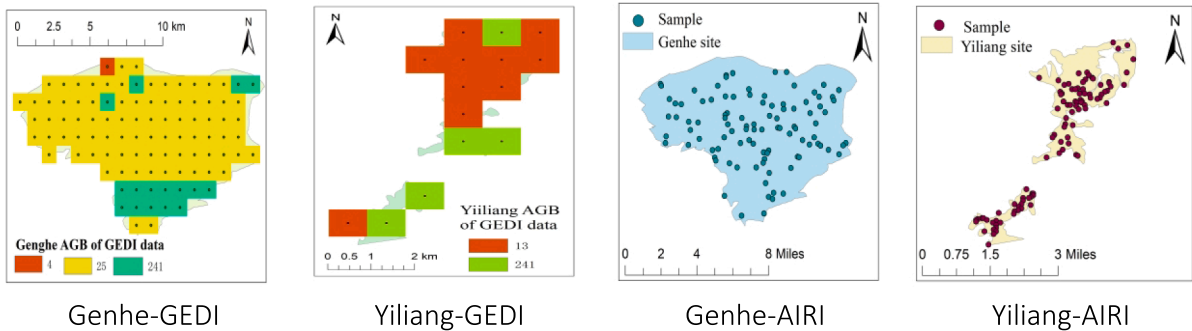 0 2.5 5 10 km
N
Genghe AGB of GEDI data
4 25 241
N
Yiiliang AGB
of GEDI data
13
241
0 0.5 1 2 km
Sample
Genhe site
N
0 2 4 8 Miles
Sample
Yiliang site
N
0 0.75 1.5 3 Miles
Genhe-GEDI Yiliang-GEDI Genhe-AIRI Yiliang-AIRI